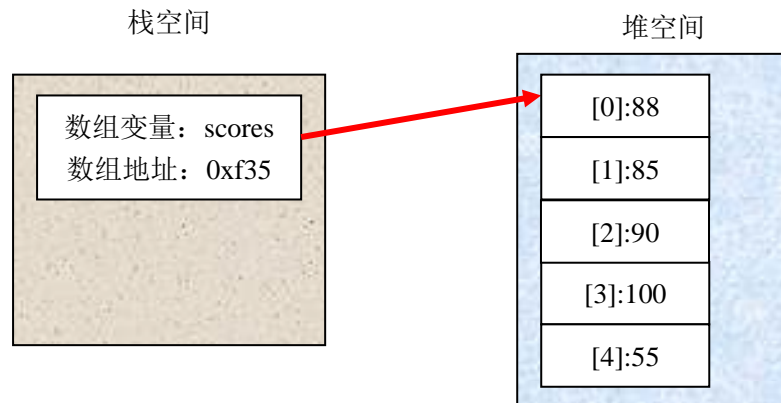 栈空间
堆空间
数组变量：scores
数组地址：0xf35
[0]:88
[1]:85
[2]:90
[3]:100
[4]:55